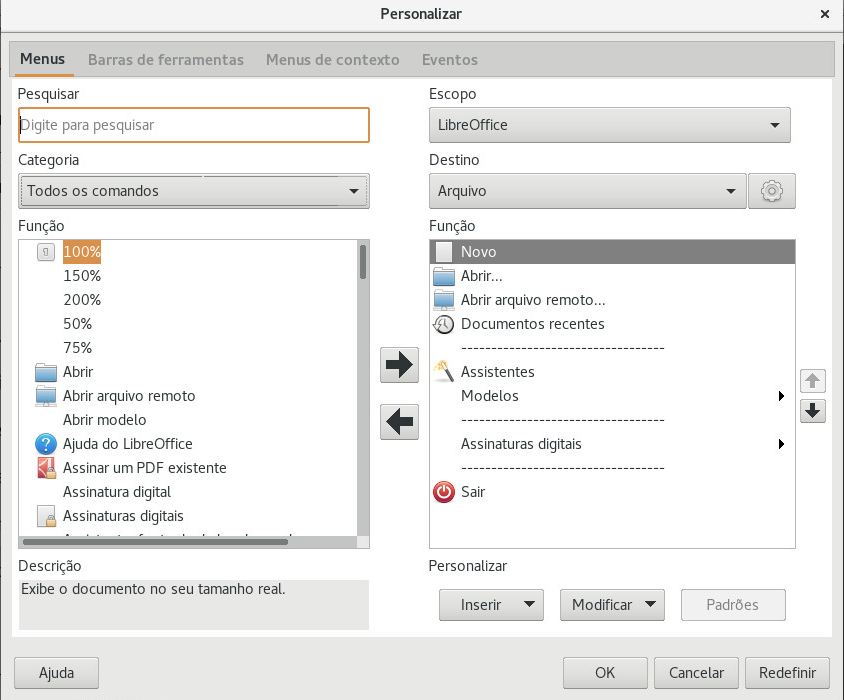 Personalizar
Menus Barras de ferramentas Menus de contexto Eventos
Pesquisar
Digite para pesquisar
Categoria
Todos os comandos
Função
100%
150%
200%
50%
75%
Abrir
Abrir arquivo remoto
Abrir modelo
Ajuda do LibreOffice
Assinar um PDF existente
Assinatura digital
Assinaturas digitais
Descrição
Exibe o documento no seu tamanho real.
Escopo
LibreOffice
Destino
Arquivo
Função
Novo
Abrir...
Abrir arquivo remoto...
Documentos recentes
----------------------------------
Assistentes
Modelos
----------------------------------
Assinaturas digitais
----------------------------------
Sair
Personalizar
Inserir Modificar Padrões
Ajuda OK Cancelar Redefinir